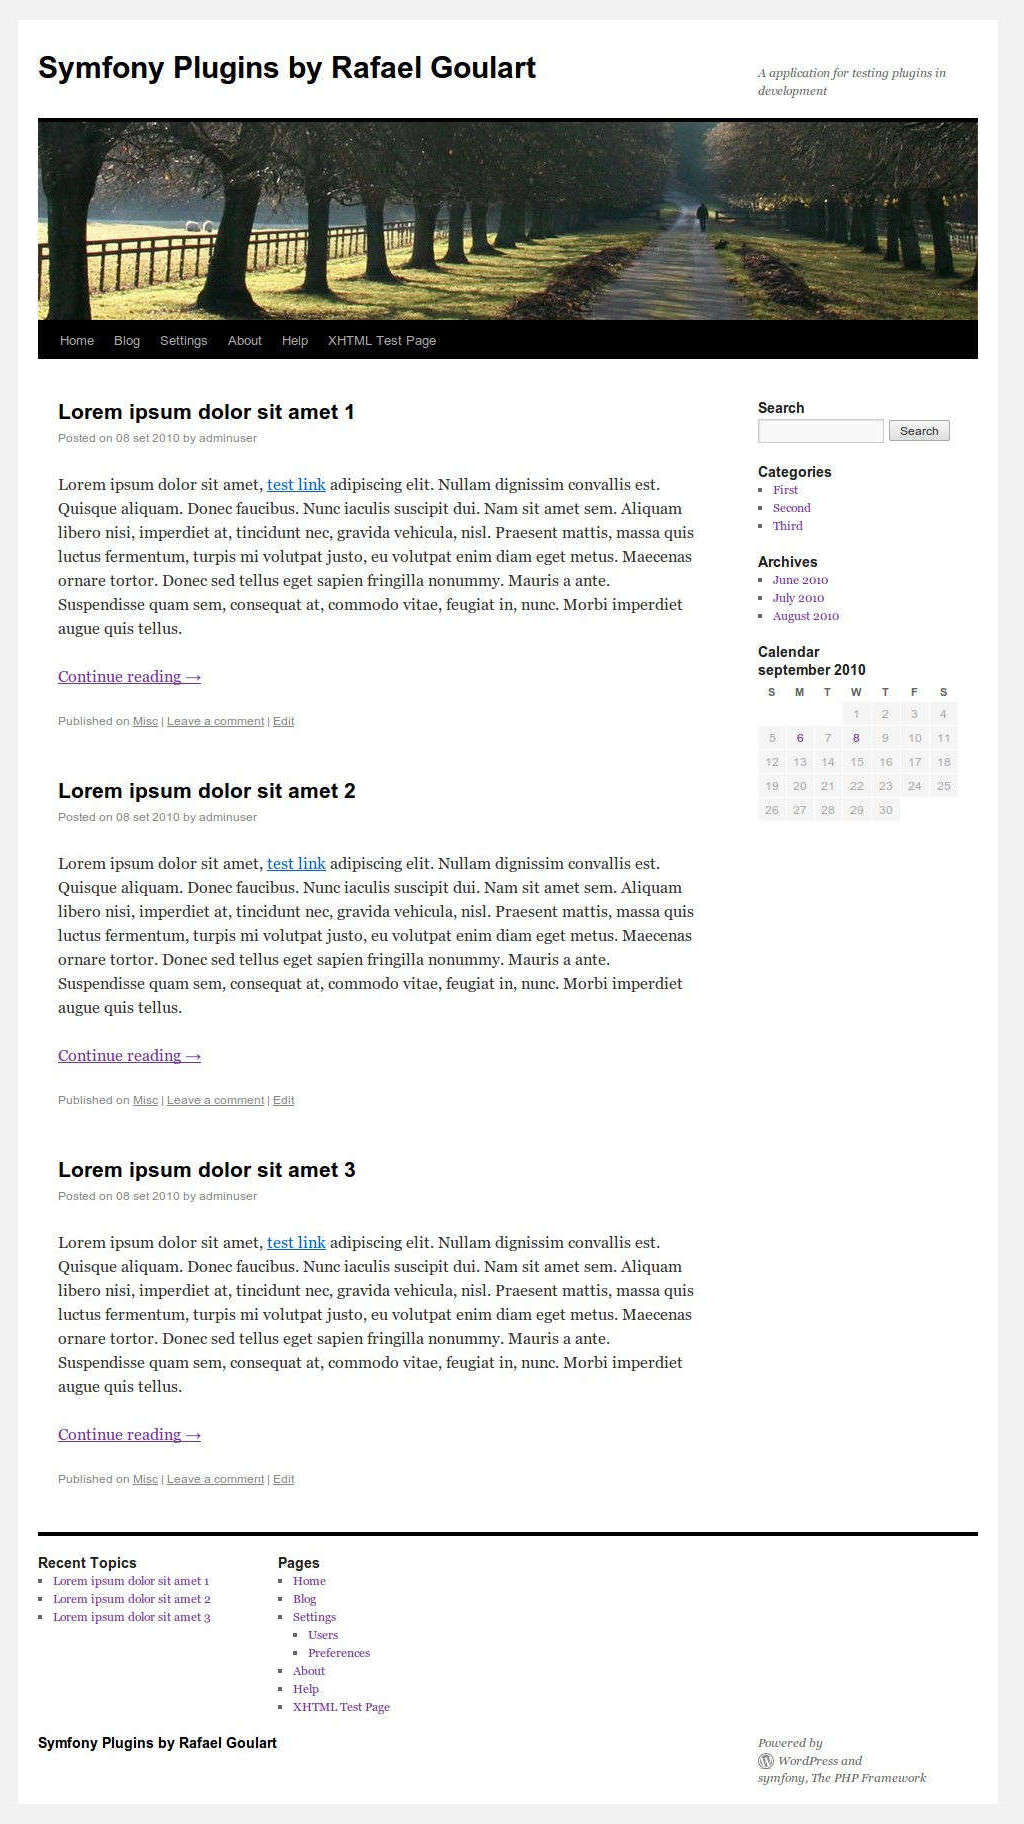 Symfony Plugins by Rafael Goulart
A application for testing plugins in
development
Home Blog Settings About Help XHTML Test Page
Lorem ipsum dolor sit amet 1
Posted on 08 set 2010 by adminuser
Lorem ipsum dolor sit amet, test link adipiscing elit. Nullam dignissim convallis est.
Quisque aliquam. Donec faucibus. Nunc iaculis suscipit dui. Nam sit amet sem. Aliquam
libero nisi, imperdiet at, tincidunt nec, gravida vehicula, nisl. Praesent mattis, massa quis
luctus fermentum, turpis mi volutpat justo, eu volutpat enim diam eget metus. Maecenas
ornare tortor. Donec sed tellus eget sapien fringilla nonummy. Mauris a ante.
Suspendisse quam sem, consequat at, commodo vitae, feugiat in, nunc. Morbi imperdiet
augue quis tellus.
Continue reading →
Published on Misc | Leave a comment | Edit
Lorem ipsum dolor sit amet 2
Posted on 08 set 2010 by adminuser
Lorem ipsum dolor sit amet, test link adipiscing elit. Nullam dignissim convallis est.
Quisque aliquam. Donec faucibus. Nunc iaculis suscipit dui. Nam sit amet sem. Aliquam
libero nisi, imperdiet at, tincidunt nec, gravida vehicula, nisl. Praesent mattis, massa quis
luctus fermentum, turpis mi volutpat justo, eu volutpat enim diam eget metus. Maecenas
ornare tortor. Donec sed tellus eget sapien fringilla nonummy. Mauris a ante.
Suspendisse quam sem, consequat at, commodo vitae, feugiat in, nunc. Morbi imperdiet
augue quis tellus.
Continue reading →
Published on Misc | Leave a comment | Edit
Lorem ipsum dolor sit amet 3
Posted on 08 set 2010 by adminuser
Lorem ipsum dolor sit amet, test link adipiscing elit. Nullam dignissim convallis est.
Quisque aliquam. Donec faucibus. Nunc iaculis suscipit dui. Nam sit amet sem. Aliquam
libero nisi, imperdiet at, tincidunt nec, gravida vehicula, nisl. Praesent mattis, massa quis
luctus fermentum, turpis mi volutpat justo, eu volutpat enim diam eget metus. Maecenas
ornare tortor. Donec sed tellus eget sapien fringilla nonummy. Mauris a ante.
Suspendisse quam sem, consequat at, commodo vitae, feugiat in, nunc. Morbi imperdiet
augue quis tellus.
Continue reading →
Published on Misc | Leave a comment | Edit
Search
Search
Categories
First
Second
Third
Archives
June 2010
July 2010
August 2010
Calendar
september 2010
S M T W T F S
1 2 3 4
5 6 7 8 9 10 11
12 13 14 15 16 17 18
19 20 21 22 23 24 25
26 27 28 29 30
Recent Topics
Lorem ipsum dolor sit amet 1
Lorem ipsum dolor sit amet 2
Lorem ipsum dolor sit amet 3
Pages
Home
Blog
Settings
Users
Preferences
About
Help
XHTML Test Page
Symfony Plugins by Rafael Goulart
Powered by
WordPress and
symfony, The PHP Framework